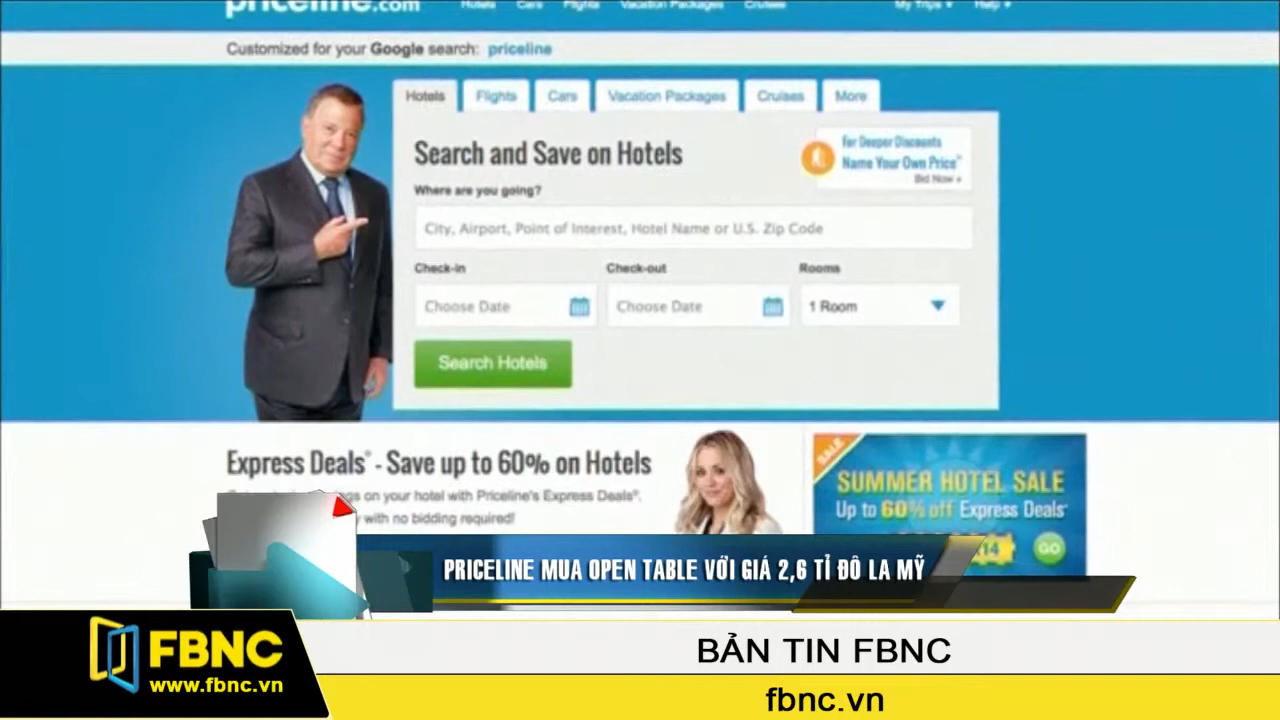 priceline.com
Hotels Cars Flights Vacation Packages Cruises My Trips Help
Customized for your Google search: priceline
Hotels Flights Cars Vacation Packages Cruises More
Search and Save on Hotels
For Deeper Discounts
Name Your Own Price
Bid Now
Where are you going?
City, Airport, Point of Interest, Hotel Name or U.S. Zip Code
Check-in Check-out Rooms
Choose Date Choose Date 1 Room
Search Hotels
Express Deals® - Save up to 60% on Hotels
on your hotel with Priceline's Express Deals®.
with no bidding required!
SALE
SUMMER HOTEL SALE
Up to 60% off Express Deals
14 GO
PRICELINE MUA OPEN TABLE VỚI GIÁ 2,6 TỈ ĐÔ LA MỸ
FBNC
www.fbnc.vn
BẢN TIN FBNC
fbnc.vn